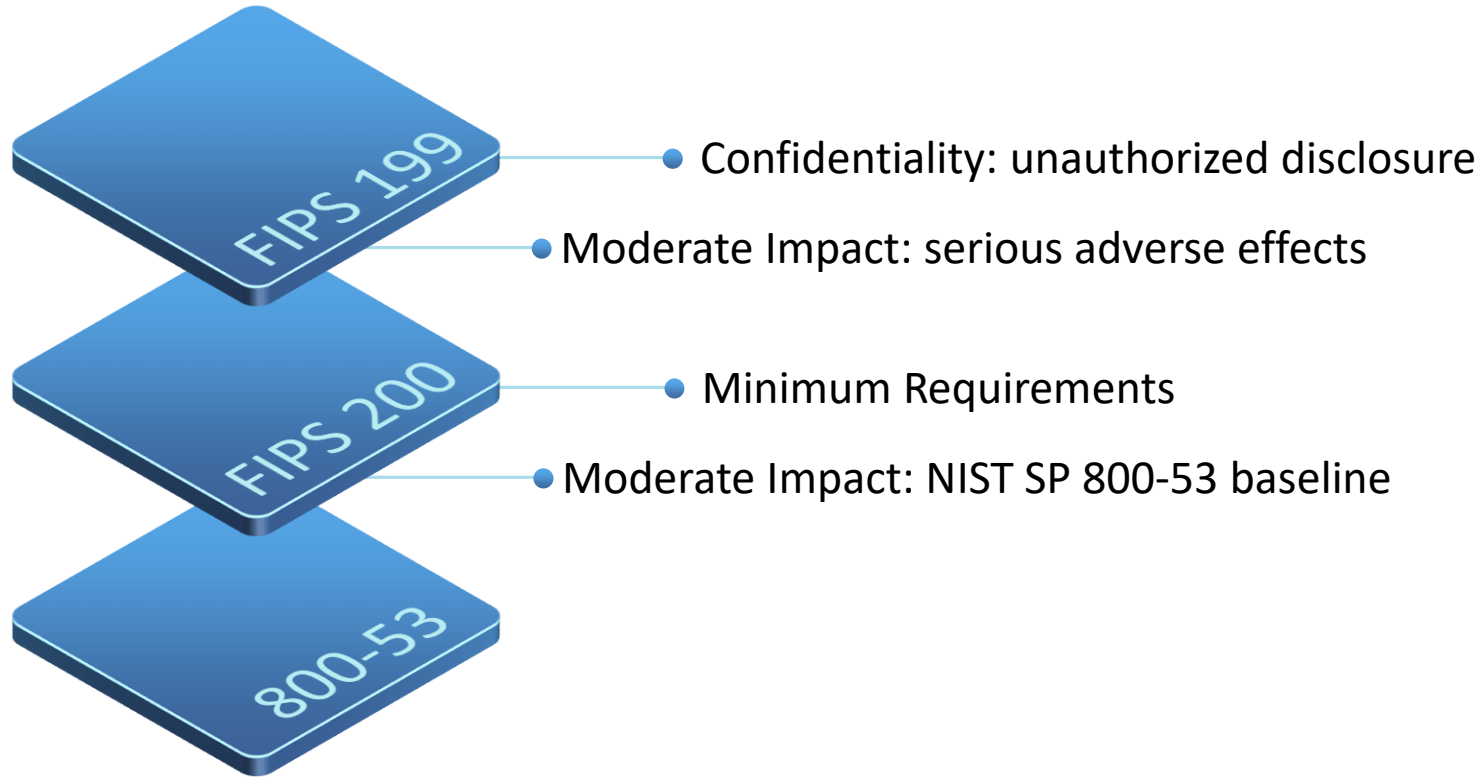 FIPS 199
Confidentiality: unauthorized disclosure
Moderate Impact: serious adverse effects
FIPS 200
Minimum Requirements
Moderate Impact: NIST SP 800-53 baseline
800-53